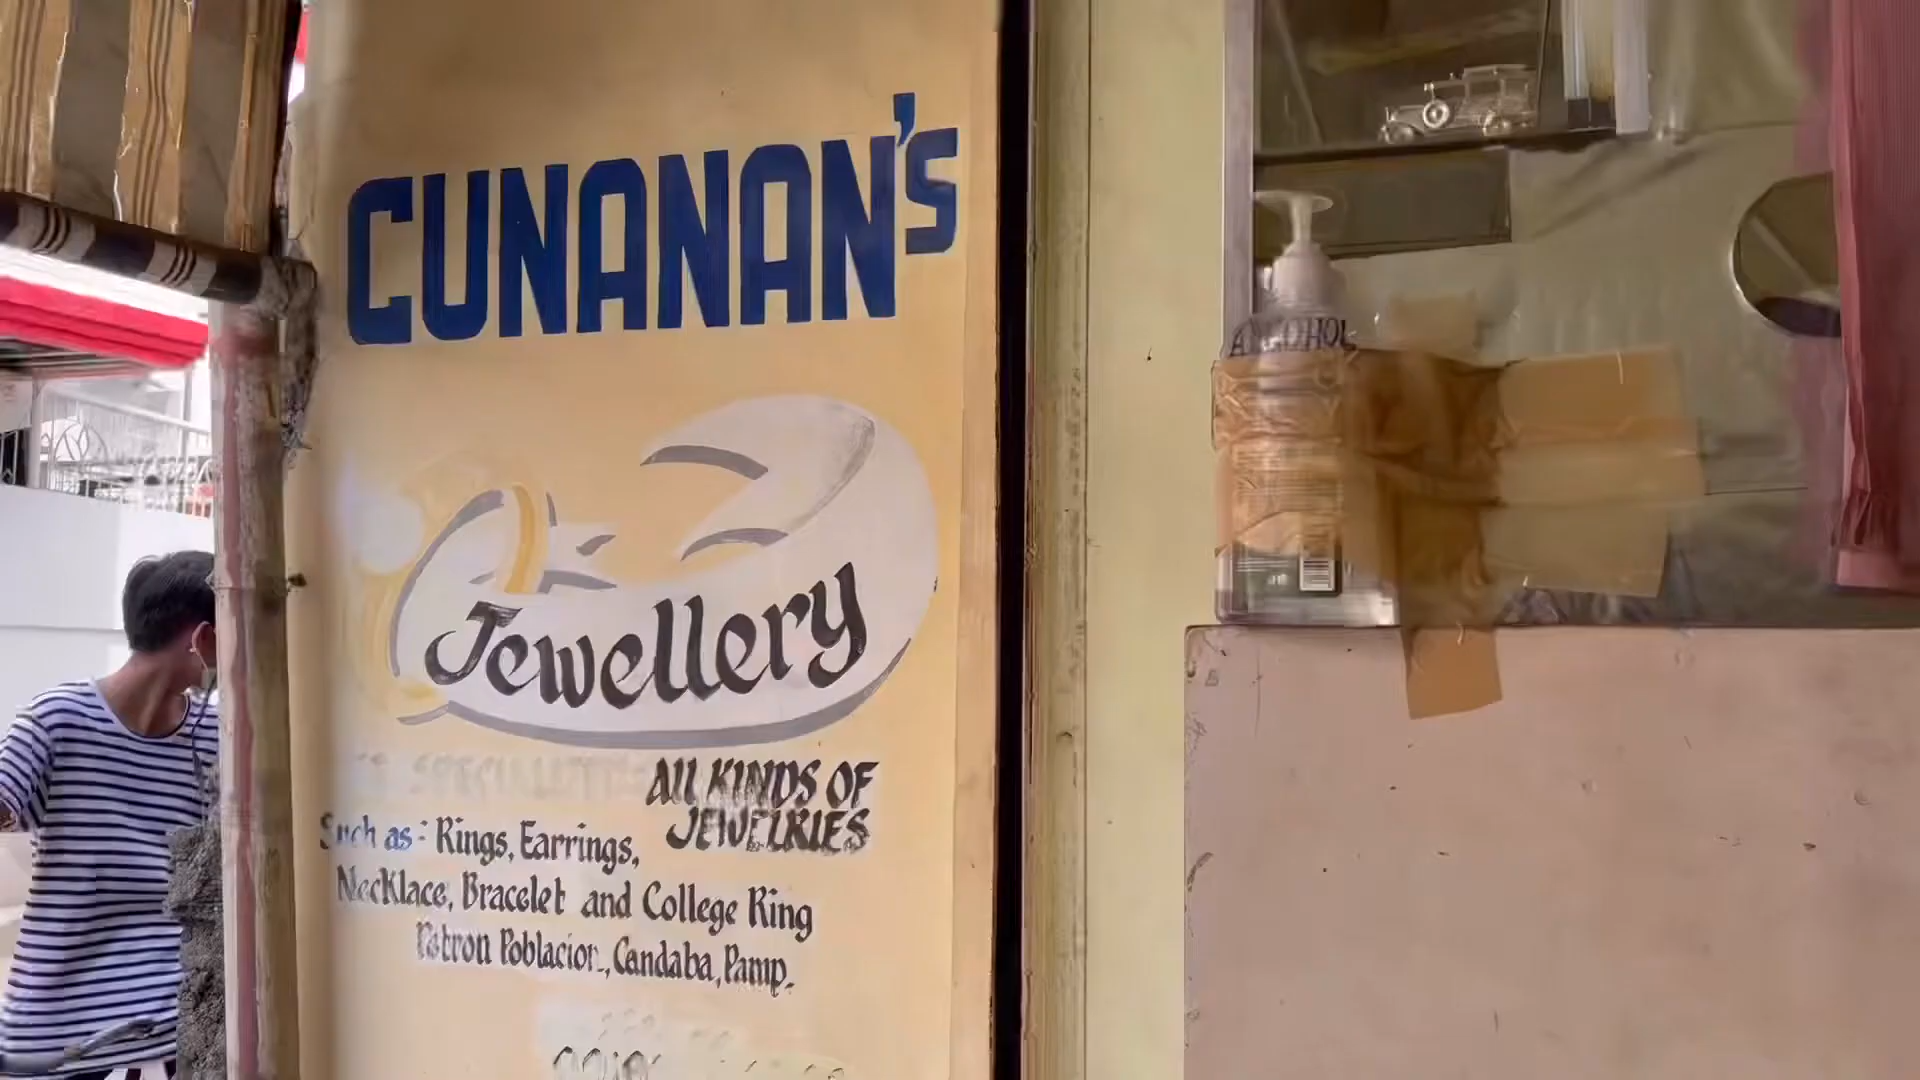 CUNANAN's
Jewellery
SPECIALITIES
All KINDS OF
JEWELRIES
Such as: Rings, Earrings,
Necklace, Bracelet and College Ring
Poblacion, Candaba, Pamp.
ALCOHOL